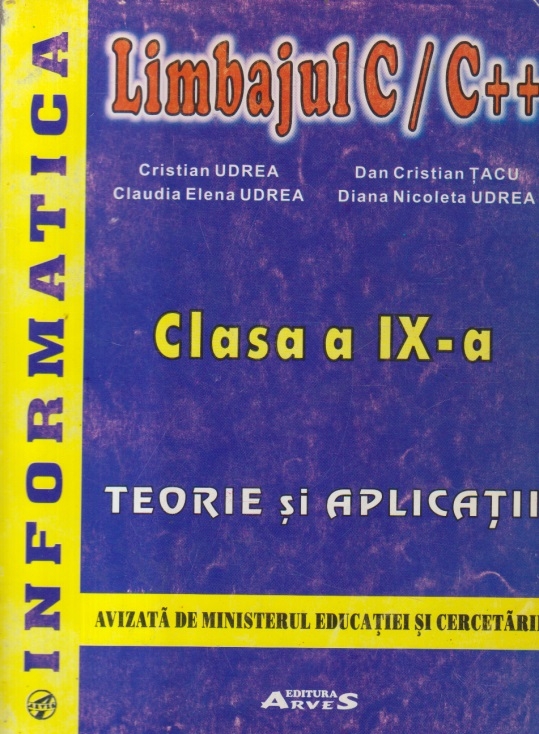 INFORMATICA
Limbajul C / C++
Cristian UDREA Dan Cristian ȚACU
Claudia Elena UDREA Diana Nicoleta UDREA
Clasa a IX-a
TEORIE și APLICAȚII
AVIZATĂ DE MINISTERUL EDUCAȚIEI ȘI CERCETĂRII
EDITURA
ARVES